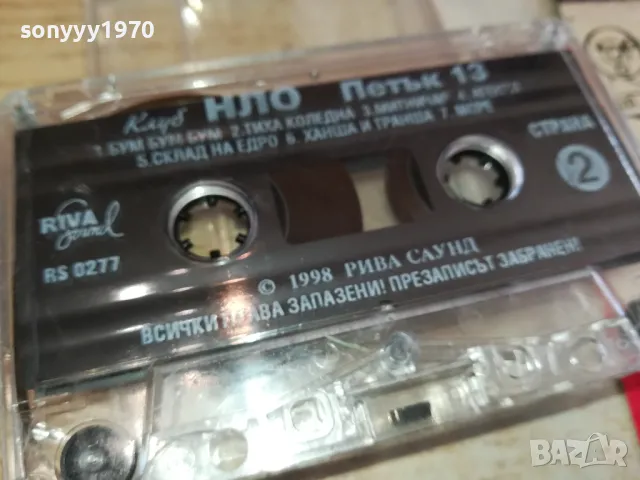 sonyyy1970
Клуб НЛО Петък 13
1.БУМ БУМ БУМ 2.ТИХА КОЛЕДНА 3.МИТНИЧАР 4.
5.СКЛАД НА ЕДРО 6. ХАНША И ТРАНША 7. МОРЕ
СТРАНА
2
RIVA
Sound
RS 0277
© 1998 РИВА САУНД
ВСИЧКИ ПРАВА ЗАПАЗЕНИ! ПРЕЗАПИСЪТ ЗАБРАНЕН!
BAZAR
bg